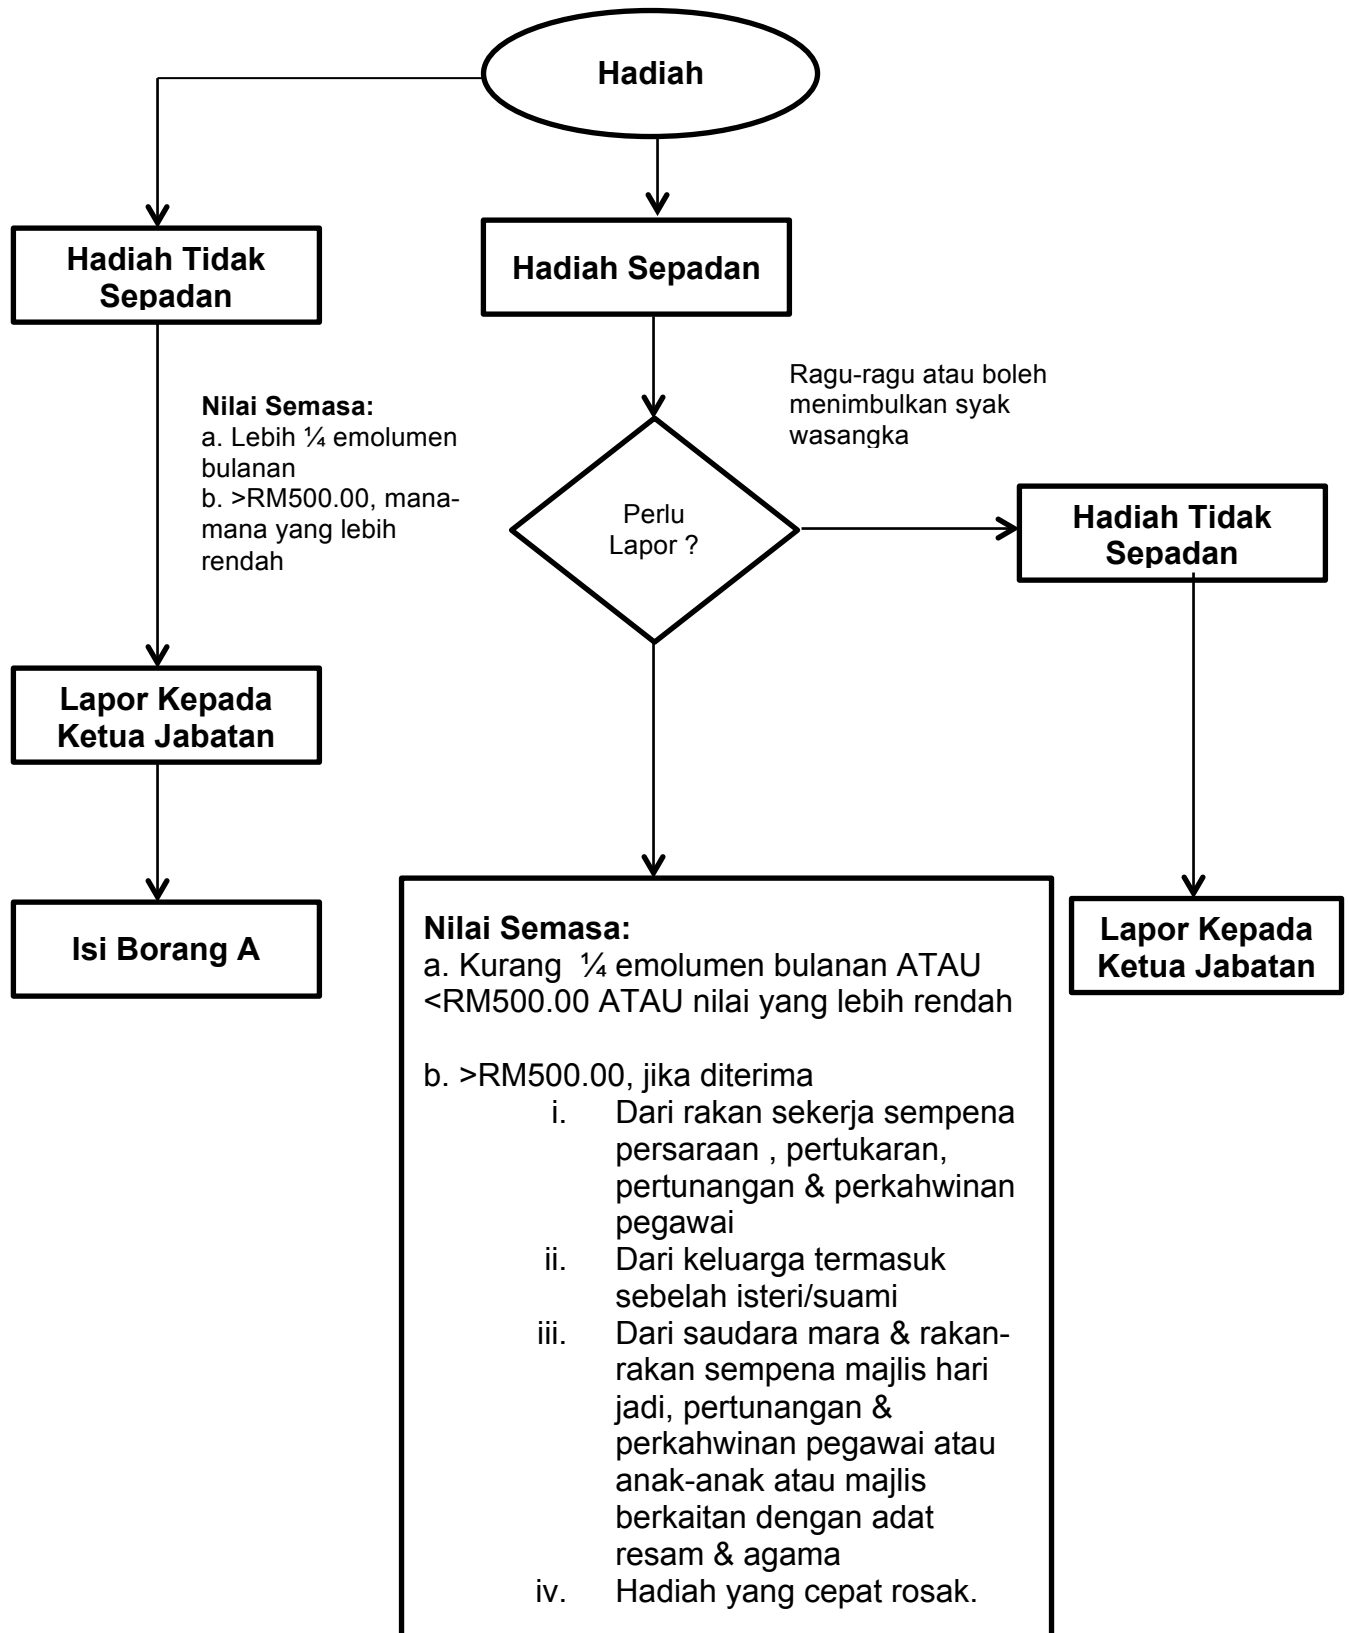 Hadiah
Hadiah Tidak
Sepadan
Hadiah Sepadan
Nilai Semasa:
a. Lebih ¼ emolumen
bulanan
b. >RM500.00, mana-
mana yang lebih
rendah
Ragu-ragu atau boleh
menimbulkan syak
wasangka
Perlu
Lapor ?
Hadiah Tidak
Sepadan
Lapor Kepada
Ketua Jabatan
Isi Borang A
Nilai Semasa:
a. Kurang ¼ emolumen bulanan ATAU
<RM500.00 ATAU nilai yang lebih rendah
b. >RM500.00, jika diterima
i. Dari rakan sekerja sempena
persaraan , pertukaran,
pertunangan & perkahwinan
pegawai
ii. Dari keluarga termasuk
sebelah isteri/suami
iii. Dari saudara mara & rakan-
rakan sempena majlis hari
jadi, pertunangan &
perkahwinan pegawai atau
anak-anak atau majlis
berkaitan dengan adat
resam & agama
iv. Hadiah yang cepat rosak.
Lapor Kepada
Ketua Jabatan